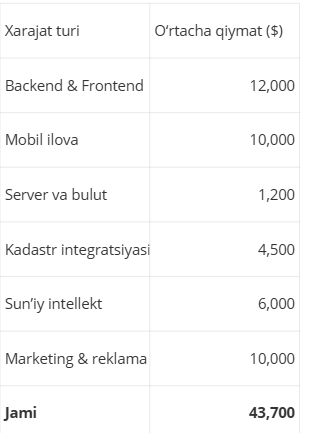 Xarajat turi O‘rtacha qiymat ($)
Backend & Frontend 12,000
Mobil ilova 10,000
Server va bulut 1,200
Kadastr integratsiyasi 4,500
Sun’iy intellekt 6,000
Marketing & reklama 10,000
Jami 43,700